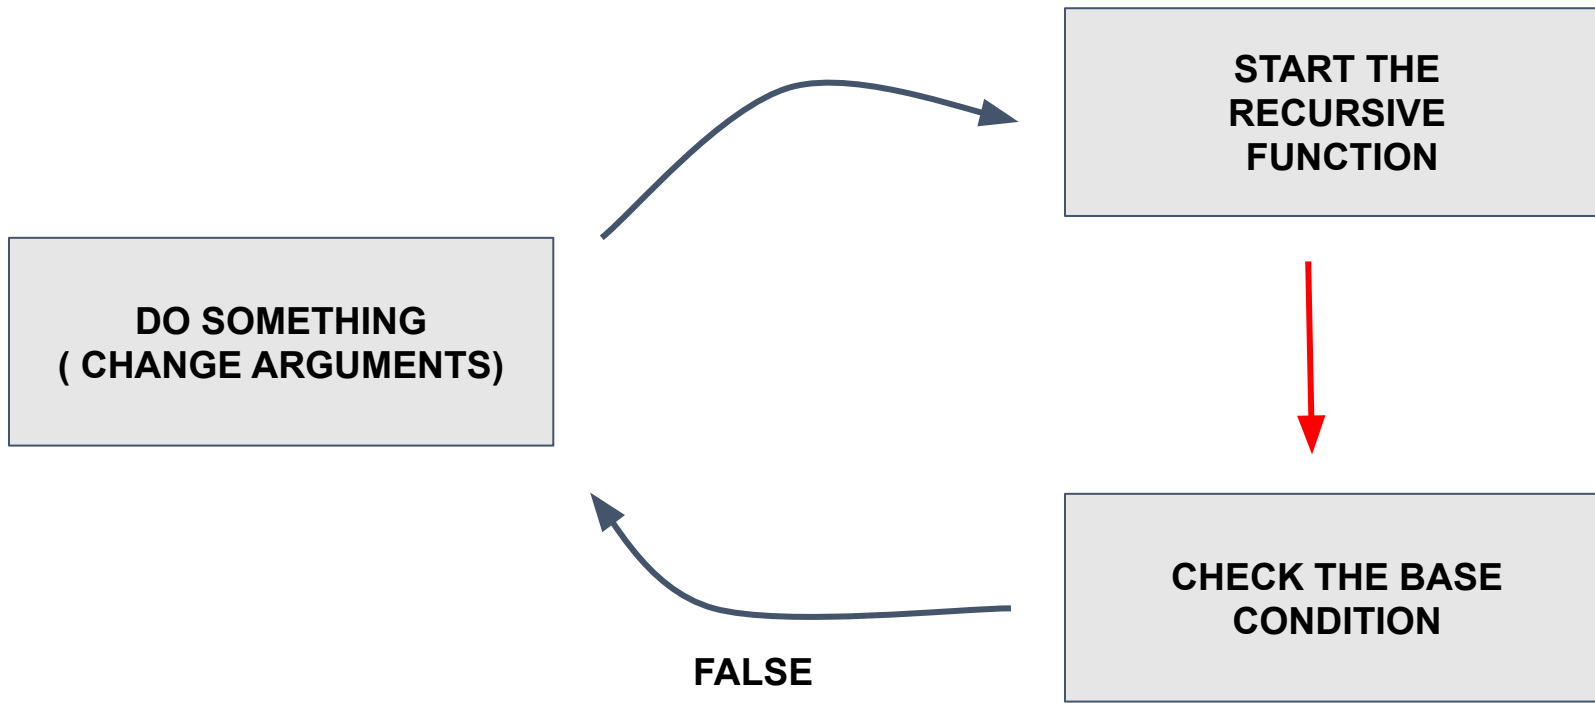 START THE
RECURSIVE
FUNCTION
DO SOMETHING
( CHANGE ARGUMENTS)
CHECK THE BASE
CONDITION
FALSE